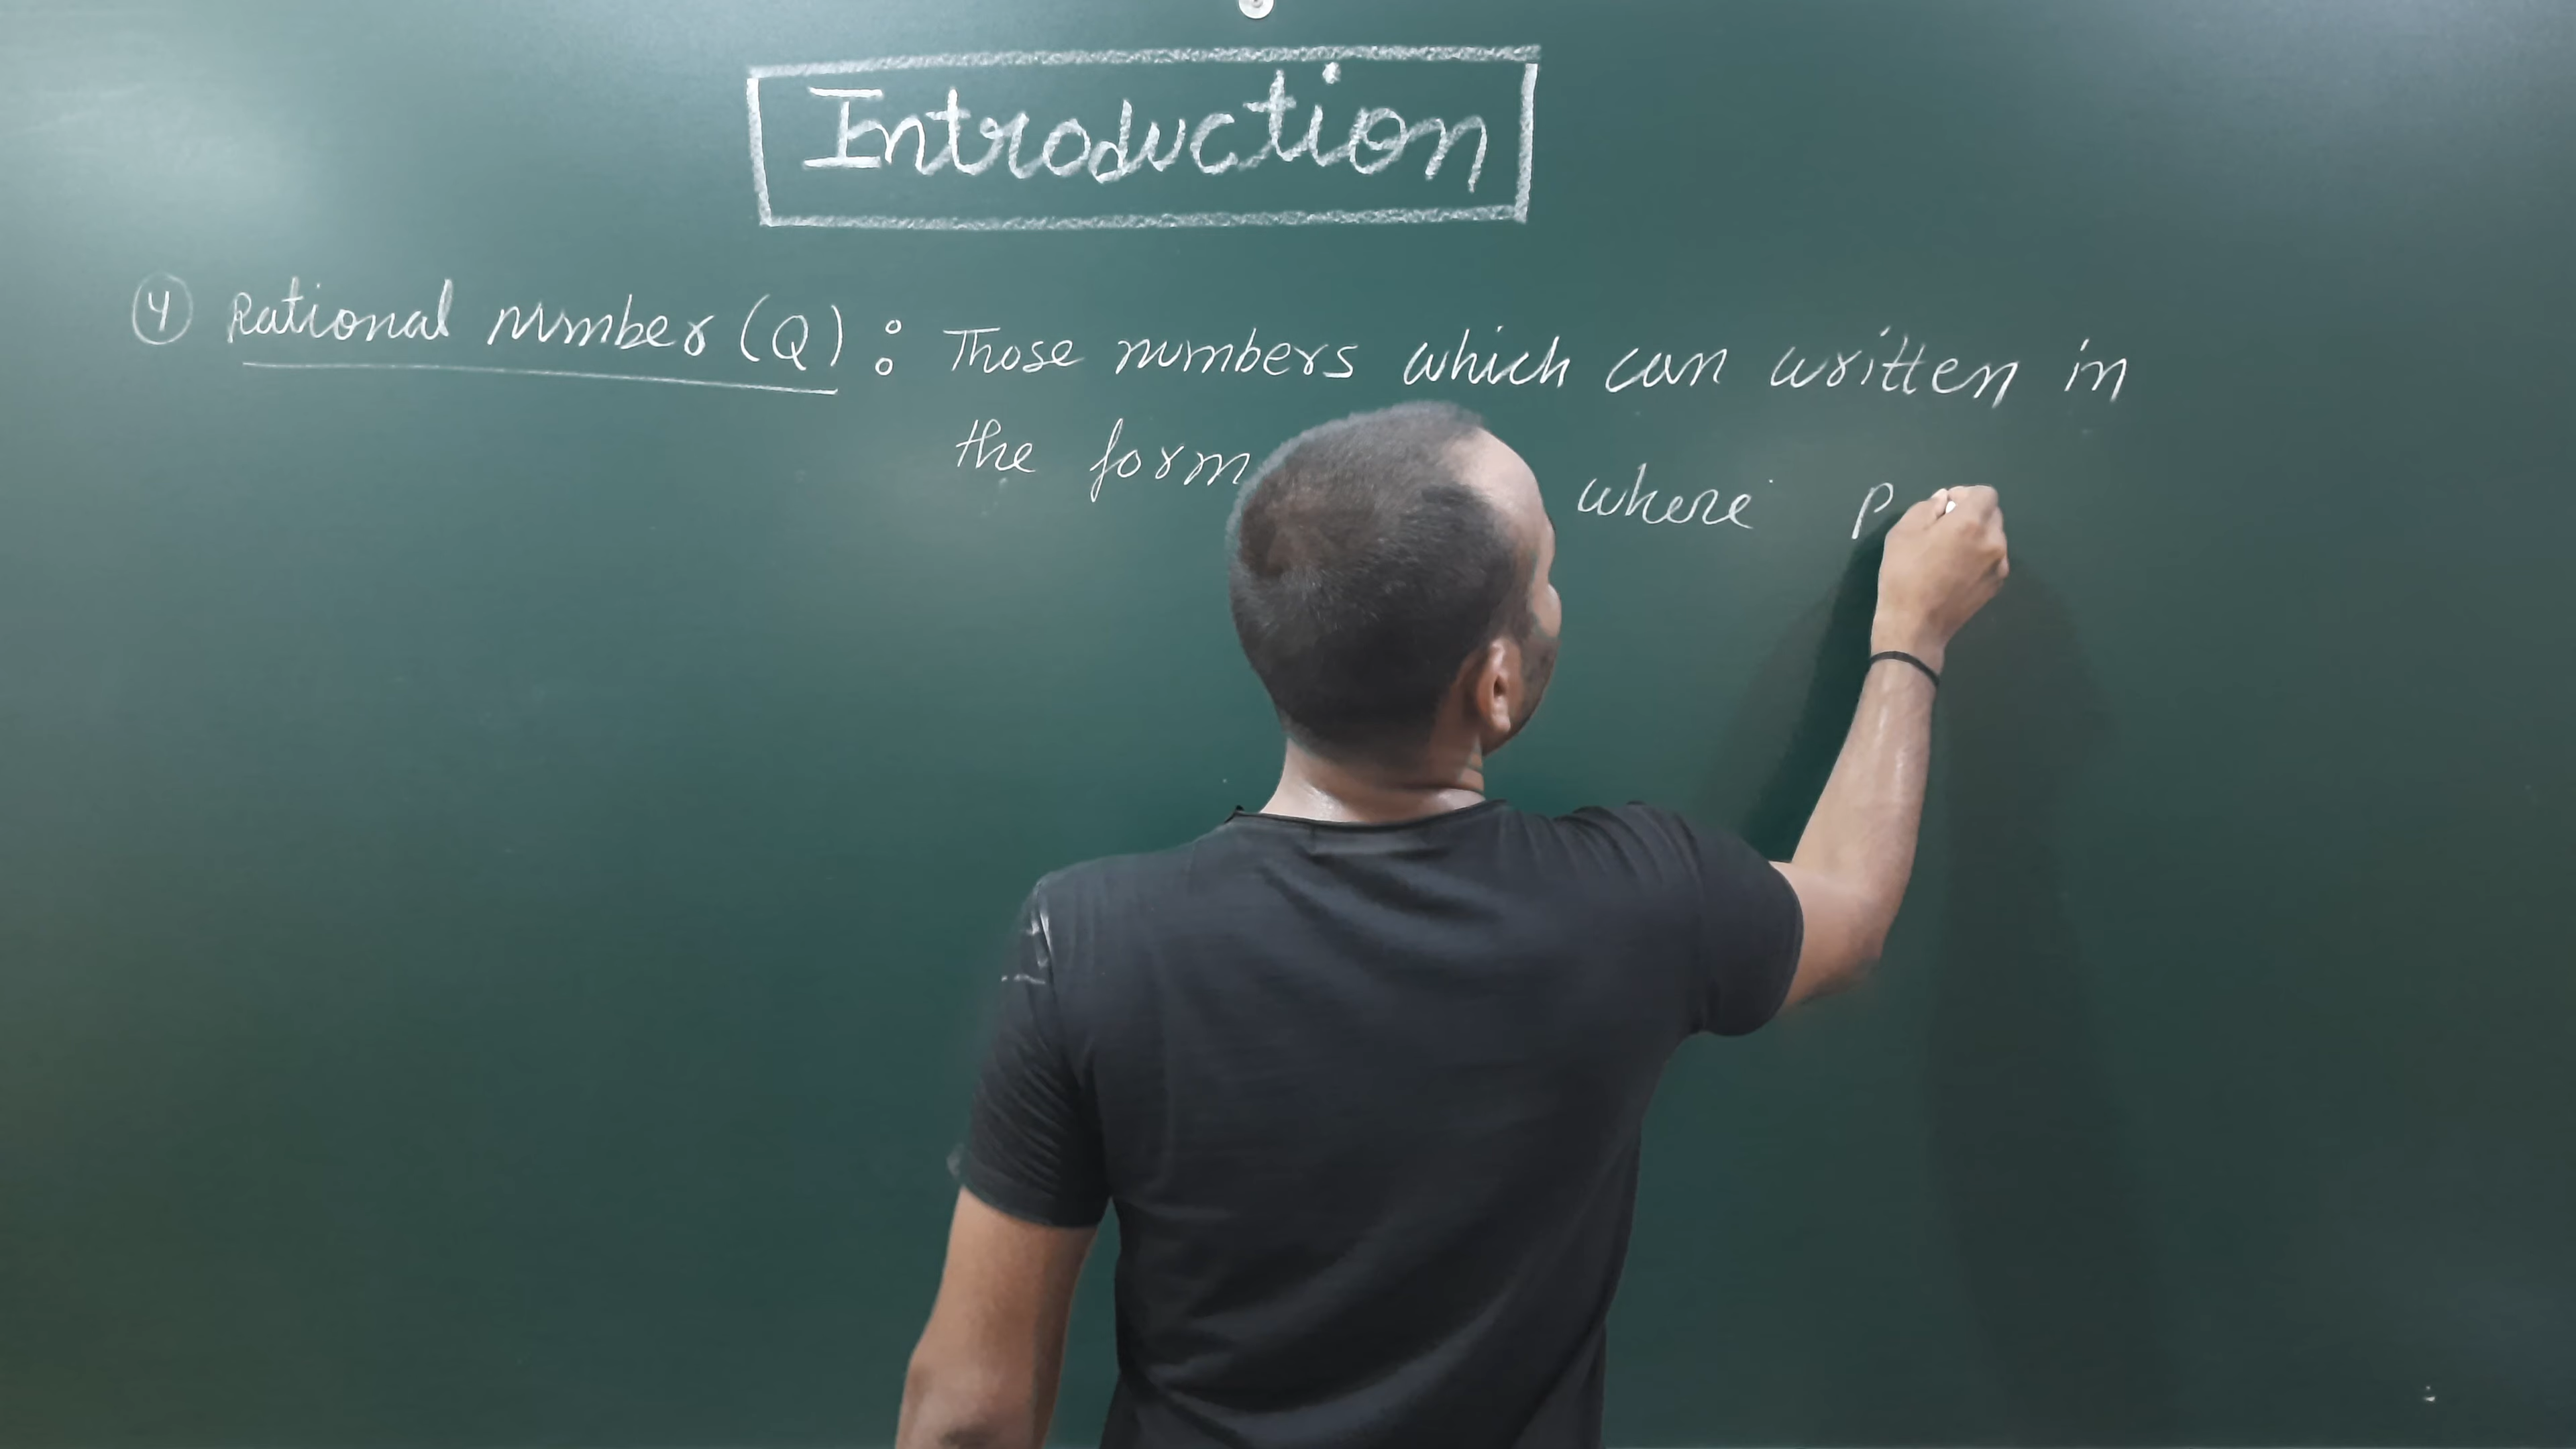 Introduction
④ Rational number (Q) : Those numbers which can written in
the form where P